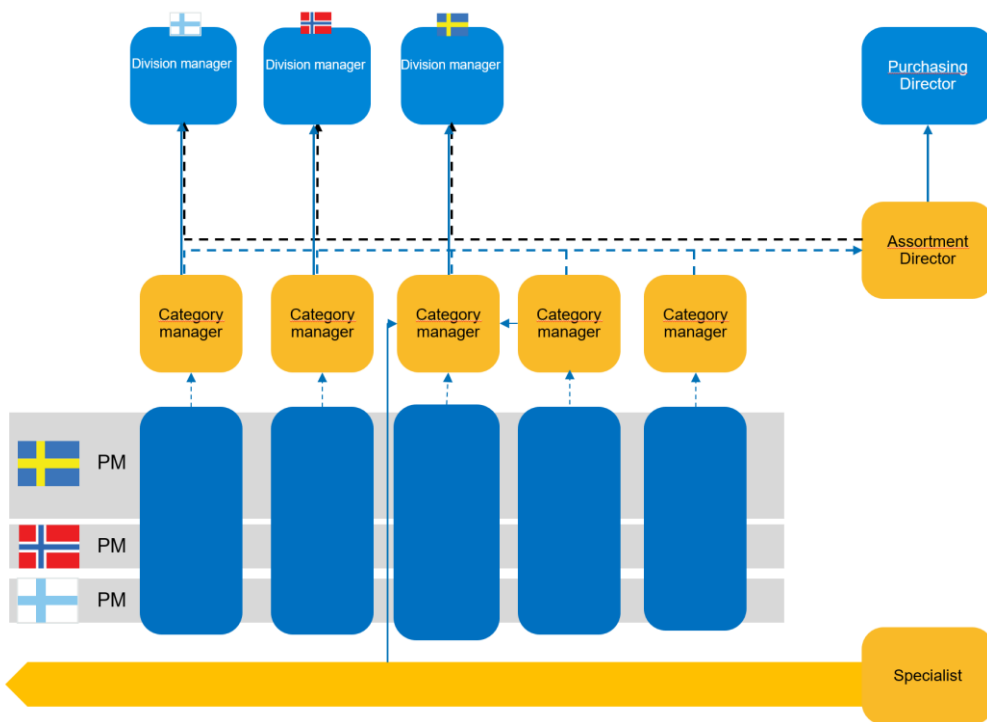 Division manager
Division manager
Division manager
Purchasing
Director
Assortment
Director
Category
manager
Category
manager
Category
manager
Category
manager
Category
manager
PM
PM
PM
Specialist